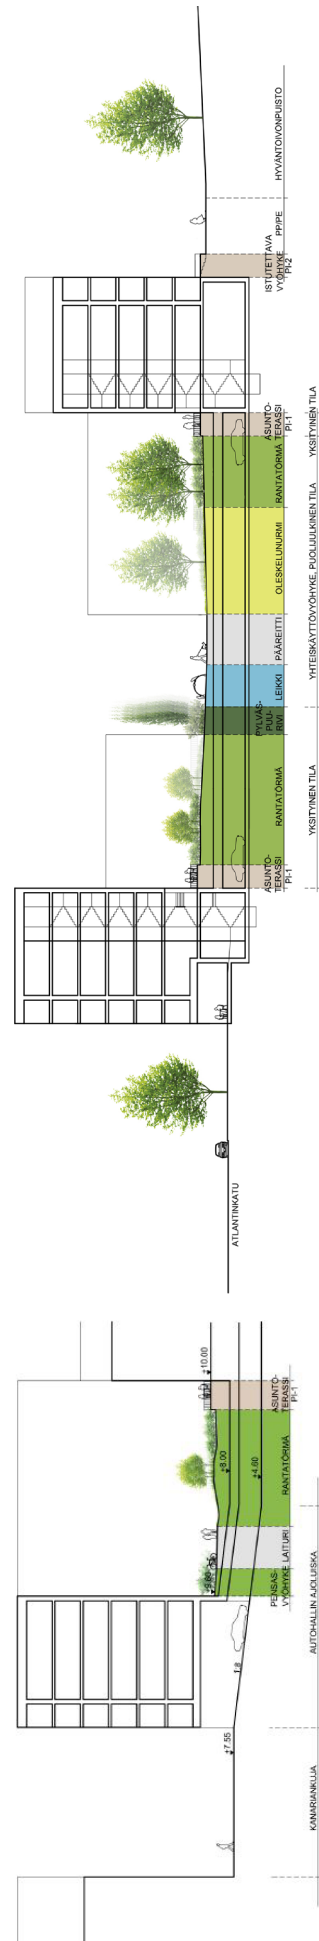 +10.00
+8.00
+4.60
+7.55
1:8
PENSAS-
VYÖHYKE
LAITURI
RANTATÖRMÄ
ASUNTO-
TERASSI
PI-1
KANARIANKUJA
AUTOHALLIN AJOLUISKA
ATLANTINKATU
ASUNTO-
TERASSI
PI-1
RANTATÖRMÄ
PYLVÄS-
PUU-
RIVI
LEIKKI
PÄÄREITTI
OLESKELUNURMI
RANTATÖRMÄ
ASUNTO-
TERASSI
PI-1
ISTUTETTAVA
VYÖHYKE
PI-2
PP/PE
HYVÄNTOIVONPUISTO
YKSITYINEN TILA
YHTEISKÄYTTÖVYÖHYKE, PUOLIJULKINEN TILA
YKSITYINEN TILA